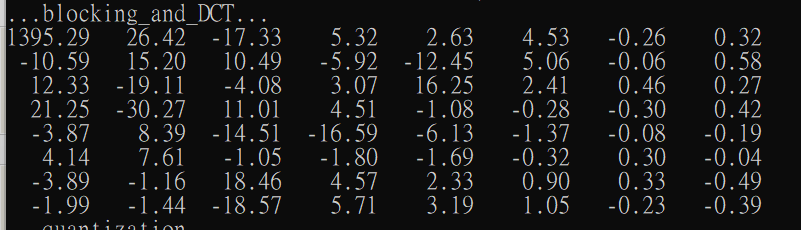 ...blocking_and_DCT...
1395.29 26.42 -17.33 5.32 2.63 4.53 -0.26 0.32
-10.59 15.20 10.49 -5.92 -12.45 5.06 -0.06 0.58
12.33 -19.11 -4.08 3.07 16.25 2.41 0.46 0.27
21.25 -30.27 11.01 4.51 -1.08 -0.28 -0.30 0.42
-3.87 8.39 -14.51 -16.59 -6.13 -1.37 -0.08 -0.19
4.14 7.61 -1.05 -1.80 -1.69 -0.32 0.30 -0.04
-3.89 -1.16 18.46 4.57 2.33 0.90 0.33 -0.49
-1.99 -1.44 -18.57 5.71 3.19 1.05 -0.23 -0.39
quantization